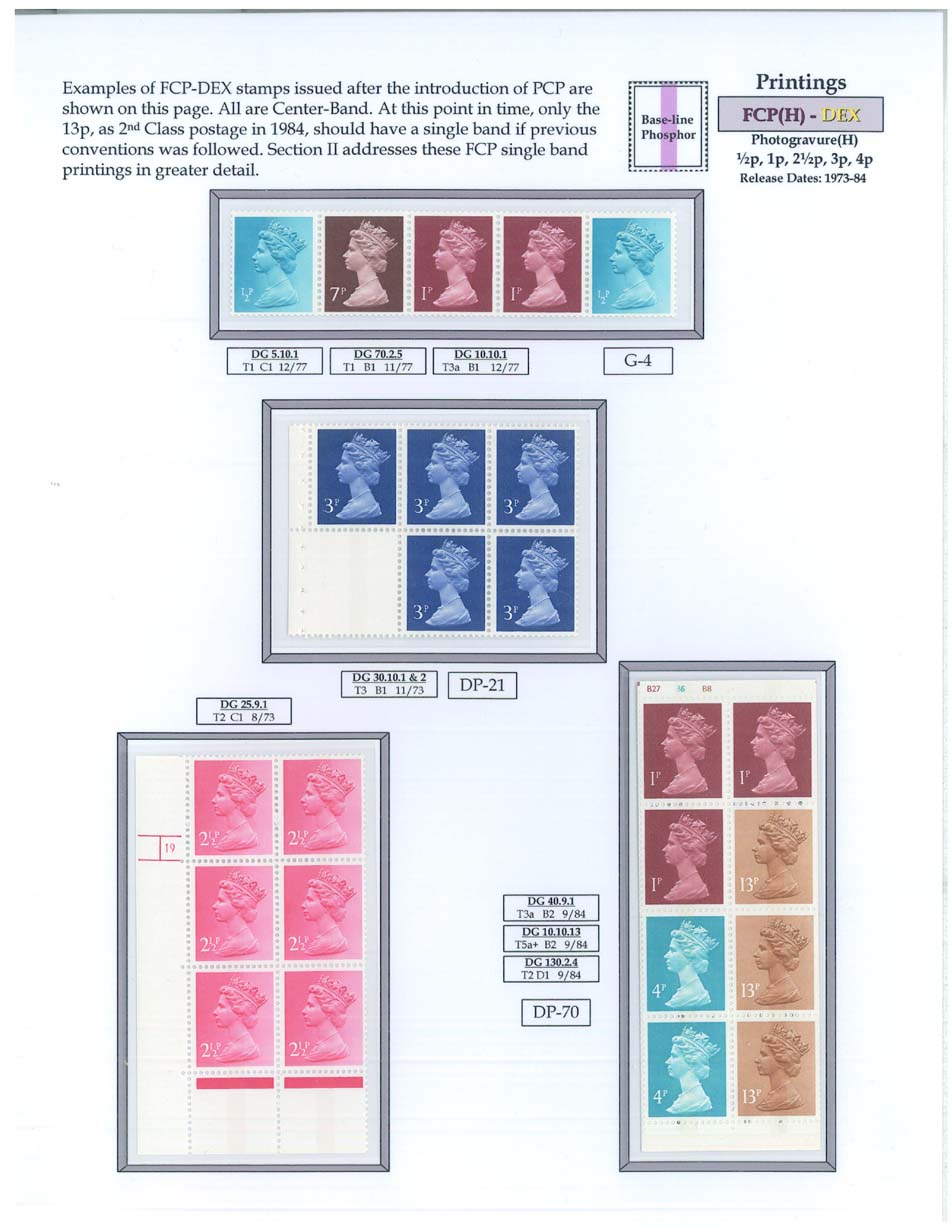 Examples of FCP-DEX stamps issued after the introduction of PCP are
shown on this page. All are Center-Band. At this point in time, only the
13p, as 2nd Class postage in 1984, should have a single band if previous
conventions was followed. Section II addresses these FCP single band
printings in greater detail.
Base-line
Phosphor
Printings
FCP(H) - DEX
Photogravure(H)
½p, 1p, 2½p, 3p, 4p
Release Dates: 1973-84
½P
7P
1P
1P
½P
DG 5.10.1
T1 C1 12/77
DG 70.2.5
T1 B1 11/77
DG 10.10.1
T3a B1 12/77
G-4
3P
3P
3P
3P
3P
DG 30.10.1 & 2
T3 B1 11/73
DP-21
DG 25.9.1
T2 C1 8/73
19
2½P
2½P
2½P
2½P
2½P
2½P
B27 B8
1P
1P
1P
13P
4P
13P
4P
13P
DG 40.9.1
T3a B2 9/84
DG 10.10.13
T5a+ B2 9/84
DG 130.2.4
T2 D1 9/84
DP-70